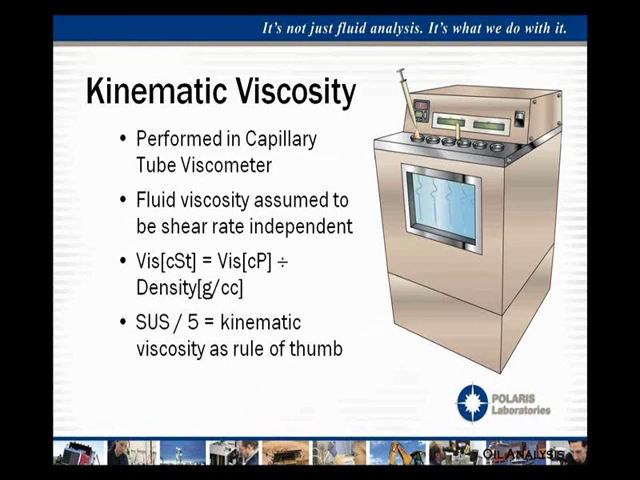 It's not just fluid analysis. It's what we do with it.
Kinematic Viscosity
• Performed in Capillary
Tube Viscometer
• Fluid viscosity assumed to
be shear rate independent
• Vis[cSt] = Vis[cP] ÷
Density[g/cc]
• SUS / 5 = kinematic
viscosity as rule of thumb
POLARIS
Laboratories
Oil Analysis